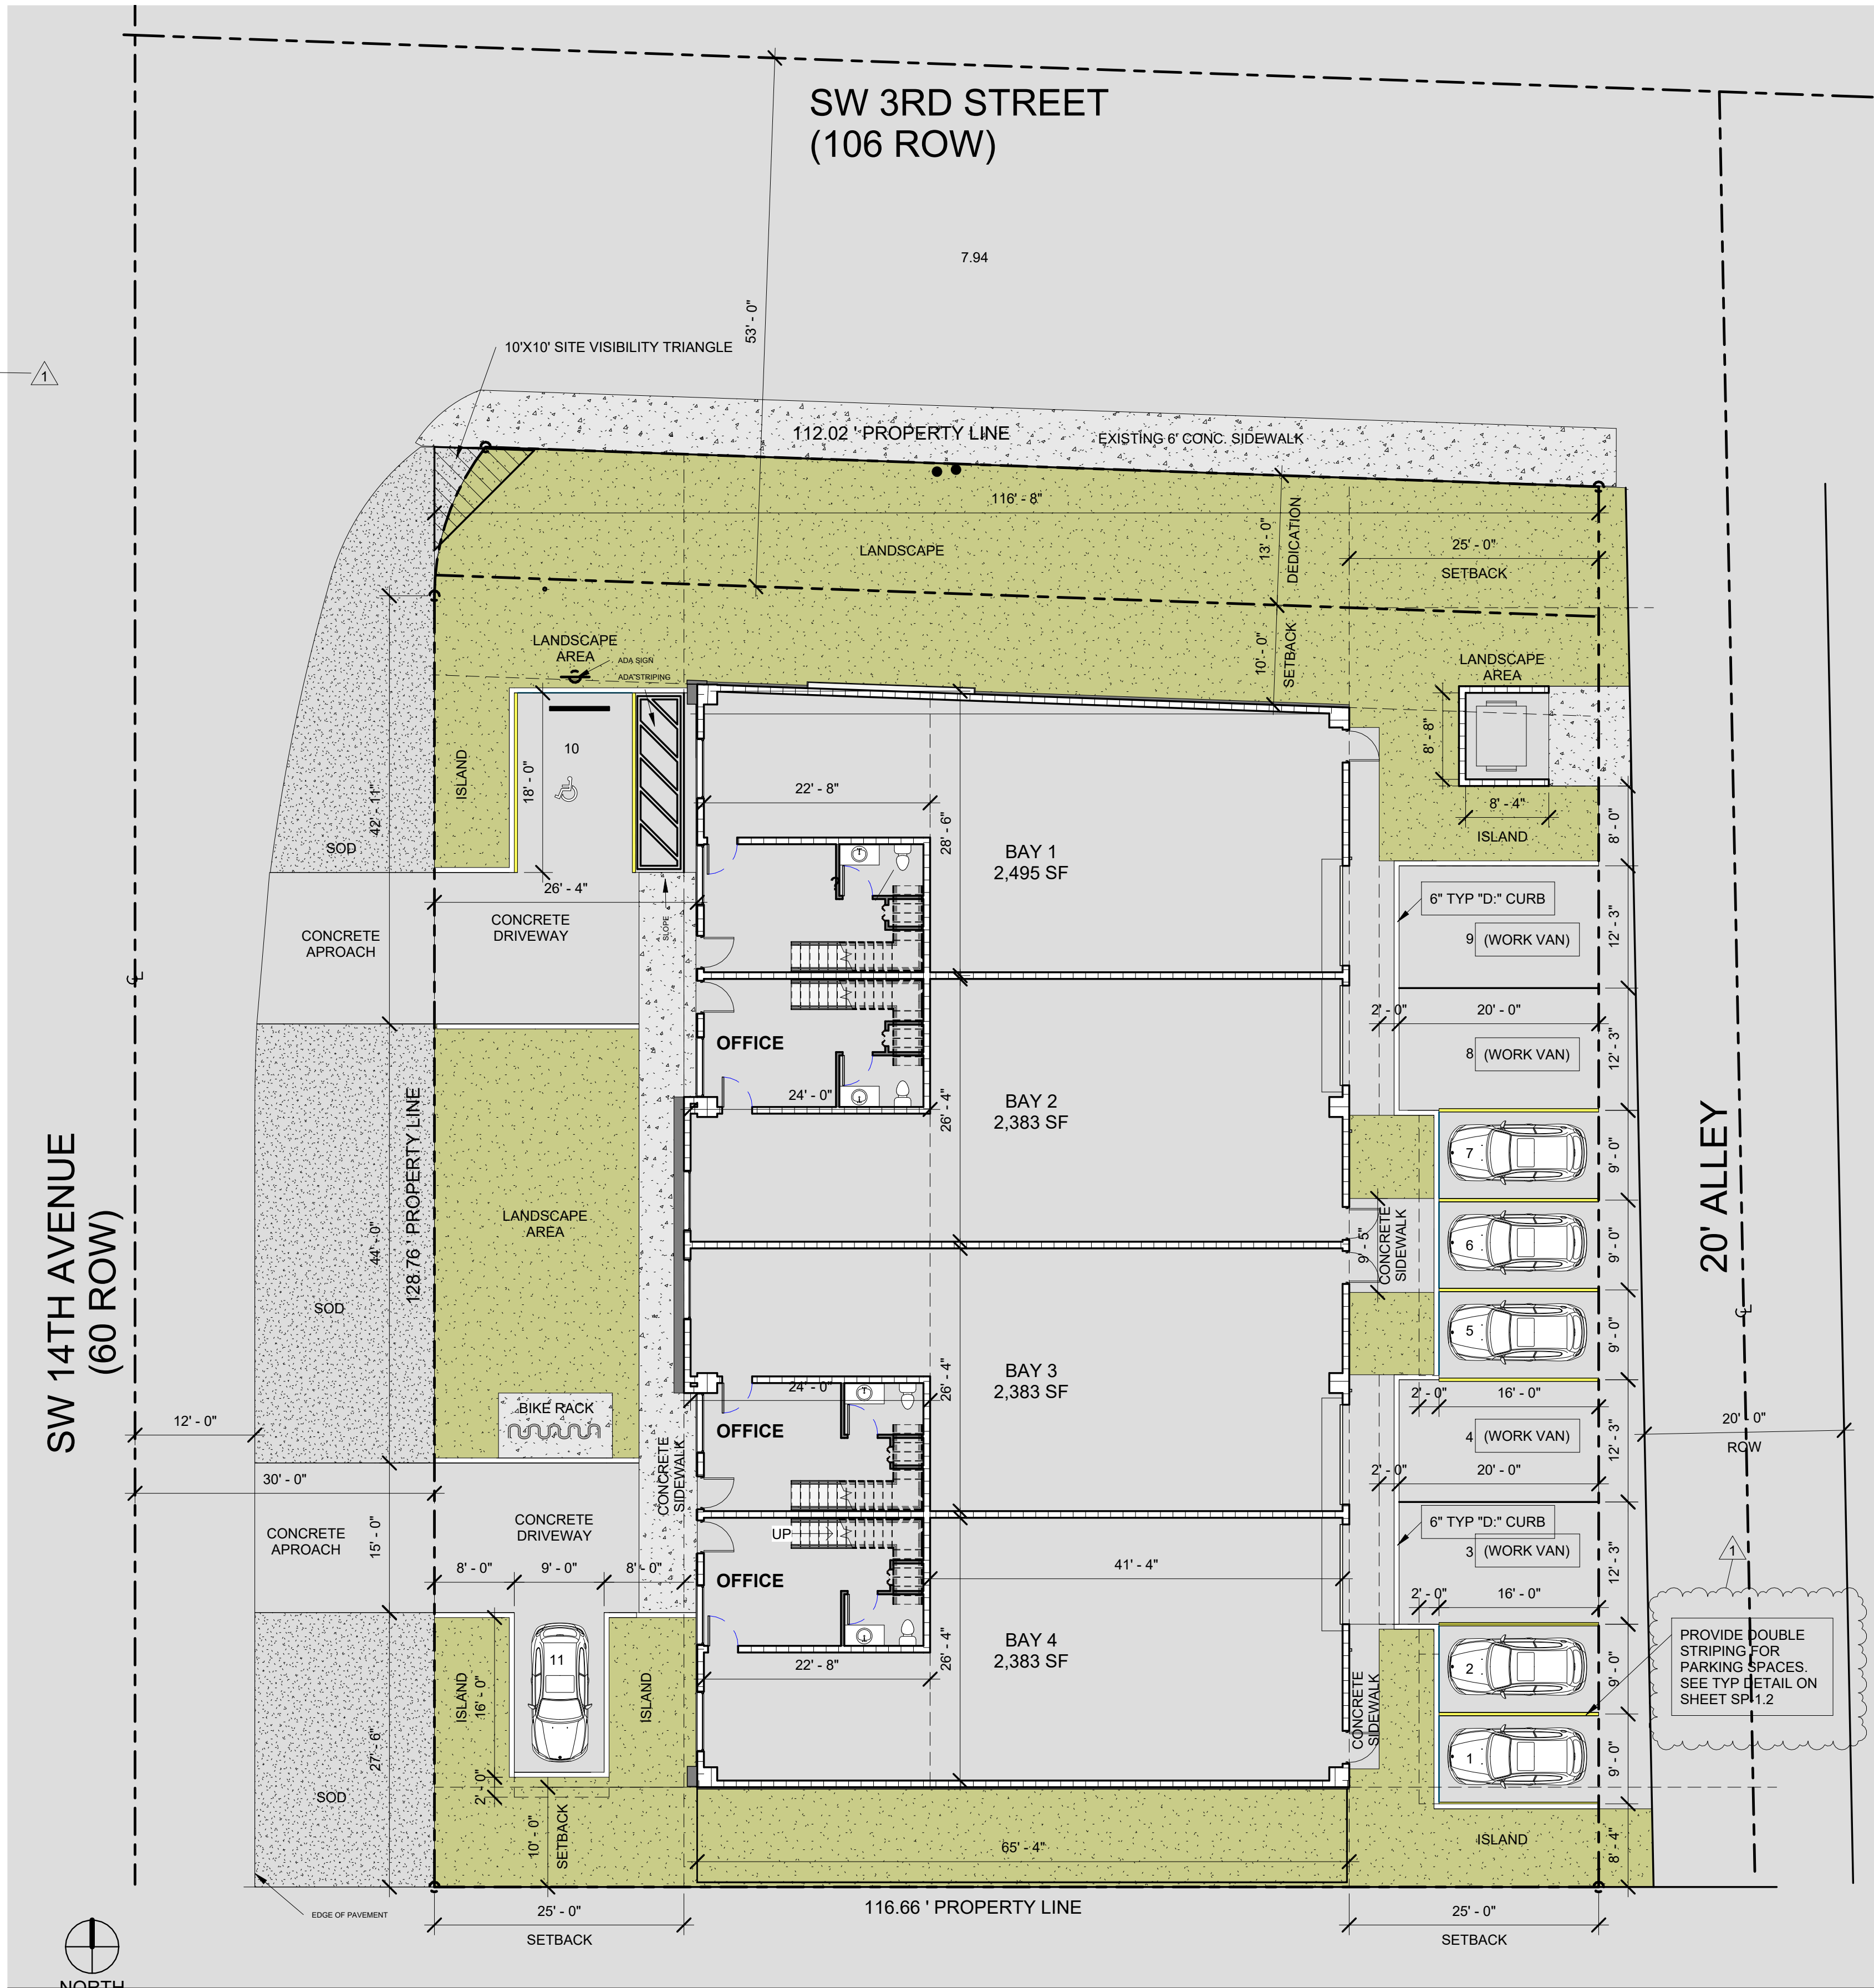 SW 3RD STREET
(106 ROW)
7.94
53' - 0"
10'X10' SITE VISIBILITY TRIANGLE
1
112.02 ' PROPERTY LINE
EXISTING 6' CONC. SIDEWALK
116' - 8"
LANDSCAPE
13' - 0"
DEDICATION
25' - 0"
SETBACK
10' - 0"
SETBACK
LANDSCAPE
AREA
ADA SIGN
ADA STRIPING
LANDSCAPE
AREA
8' - 8"
8' - 4"
ISLAND
8' - 0"
ISLAND
18' - 0"
10
42' - 11"
SOD
26' - 4"
22' - 8"
28' - 6"
BAY 1
2,495 SF
CONCRETE
APROACH
CONCRETE
DRIVEWAY
SLOPE
6" TYP "D:" CURB
9 (WORK VAN)
12' - 3"
2' - 0"
20' - 0"
8 (WORK VAN)
12' - 3"
OFFICE
24' - 0"
26' - 4"
BAY 2
2,383 SF
SW 14TH AVENUE
(60 ROW)
128.76 ' PROPERTY LINE
44' - 0"
SOD
LANDSCAPE
AREA
7
9' - 0"
6
9' - 0"
5
9' - 0"
9' - 5"
CONCRETE
SIDEWALK
20' ALLEY
BAY 3
2,383 SF
26' - 4"
24' - 0"
OFFICE
BIKE RACK
CONCRETE
SIDEWALK
2' - 0"
16' - 0"
4 (WORK VAN)
12' - 3"
2' - 0"
20' - 0"
20' - 0"
ROW
12' - 0"
30' - 0"
CONCRETE
APROACH
15' - 0"
CONCRETE
DRIVEWAY
8' - 0"
9' - 0"
8' - 0"
UP
OFFICE
41' - 4"
6" TYP "D:" CURB
3 (WORK VAN)
12' - 3"
2' - 0"
16' - 0"
1
PROVIDE DOUBLE
STRIPING FOR
PARKING SPACES.
SEE TYP DETAIL ON
SHEET SP-1.2
BAY 4
2,383 SF
26' - 4"
22' - 8"
ISLAND
16' - 0"
11
ISLAND
27' - 6"
SOD
2' - 0"
10' - 0"
SETBACK
CONCRETE
SIDEWALK
2
9' - 0"
1
9' - 0"
ISLAND
8' - 4"
65' - 4"
116.66 ' PROPERTY LINE
EDGE OF PAVEMENT
25' - 0"
SETBACK
25' - 0"
SETBACK
NORTH